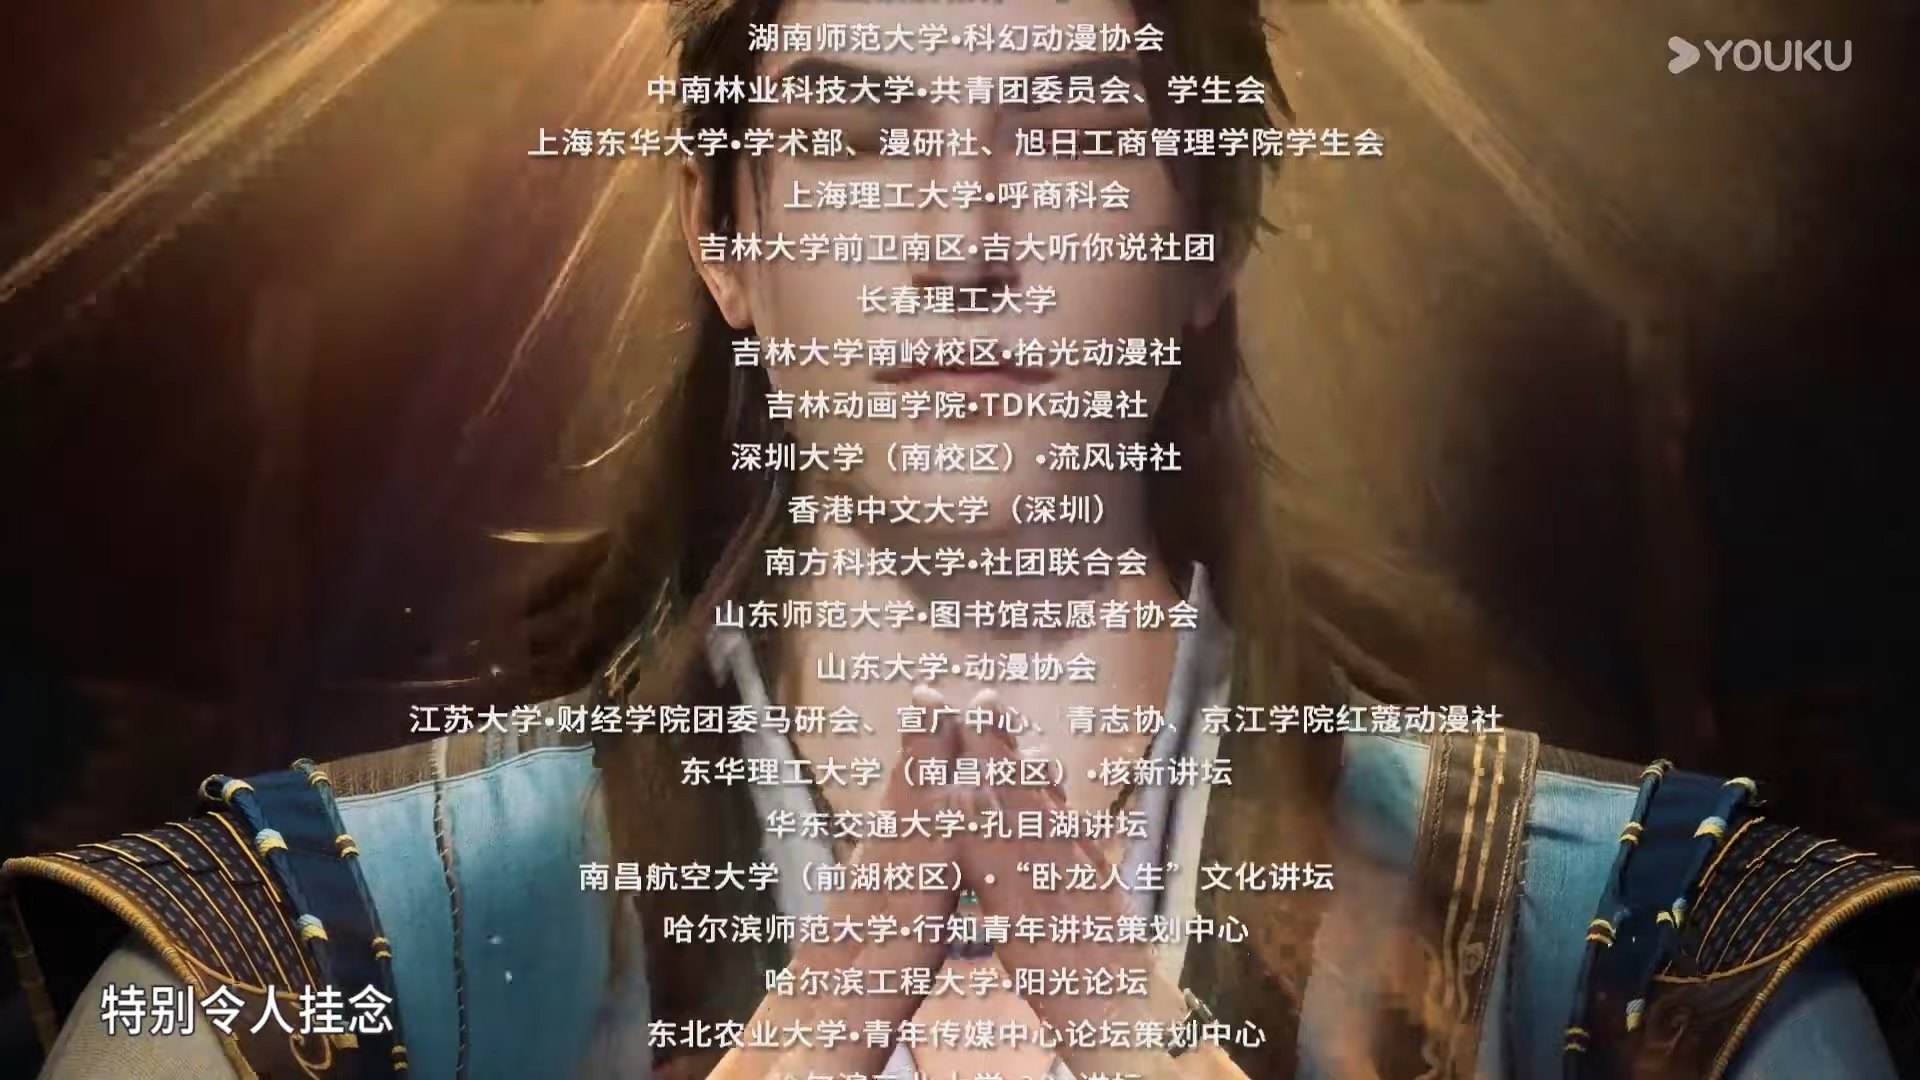 湖南师范大学•科幻动漫协会
YOUKU
中南林业科技大学•共青团委员会、学生会
上海东华大学•学术部、漫研社、旭日工商管理学院学生会
上海理工大学•呼商科会
吉林大学前卫南区•吉大听你说社团
长春理工大学
吉林大学南岭校区•拾光动漫社
吉林动画学院•TDK动漫社
深圳大学（南校区）•流风诗社
香港中文大学（深圳）
南方科技大学•社团联合会
山东师范大学•图书馆志愿者协会
山东大学•动漫协会
江苏大学•财经学院团委马研会、宣广中心、青志协、京江学院红蔻动漫社
东华理工大学（南昌校区）•核新讲坛
华东交通大学•孔目湖讲坛
南昌航空大学（前湖校区）•“卧龙人生”文化讲坛
哈尔滨师范大学•行知青年讲坛策划中心
哈尔滨工程大学•阳光论坛
特别令人挂念
东北农业大学•青年传媒中心论坛策划中心